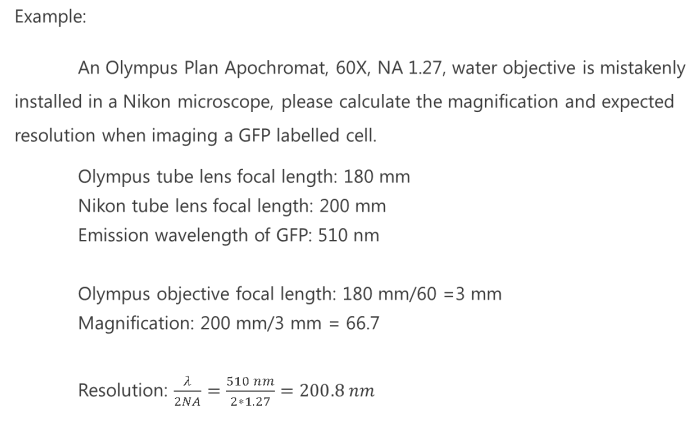 Example:
An Olympus Plan Apochromat, 60X, NA 1.27, water objective is mistakenly
installed in a Nikon microscope, please calculate the magnification and expected
resolution when imaging a GFP labelled cell.
Olympus tube lens focal length: 180 mm
Nikon tube lens focal length: 200 mm
Emission wavelength of GFP: 510 nm
Olympus objective focal length: 180 mm/60 =3 mm
Magnification: 200 mm/3 mm = 66.7
Resolution: λ/2NA = 510 nm/2*1.27 = 200.8 nm